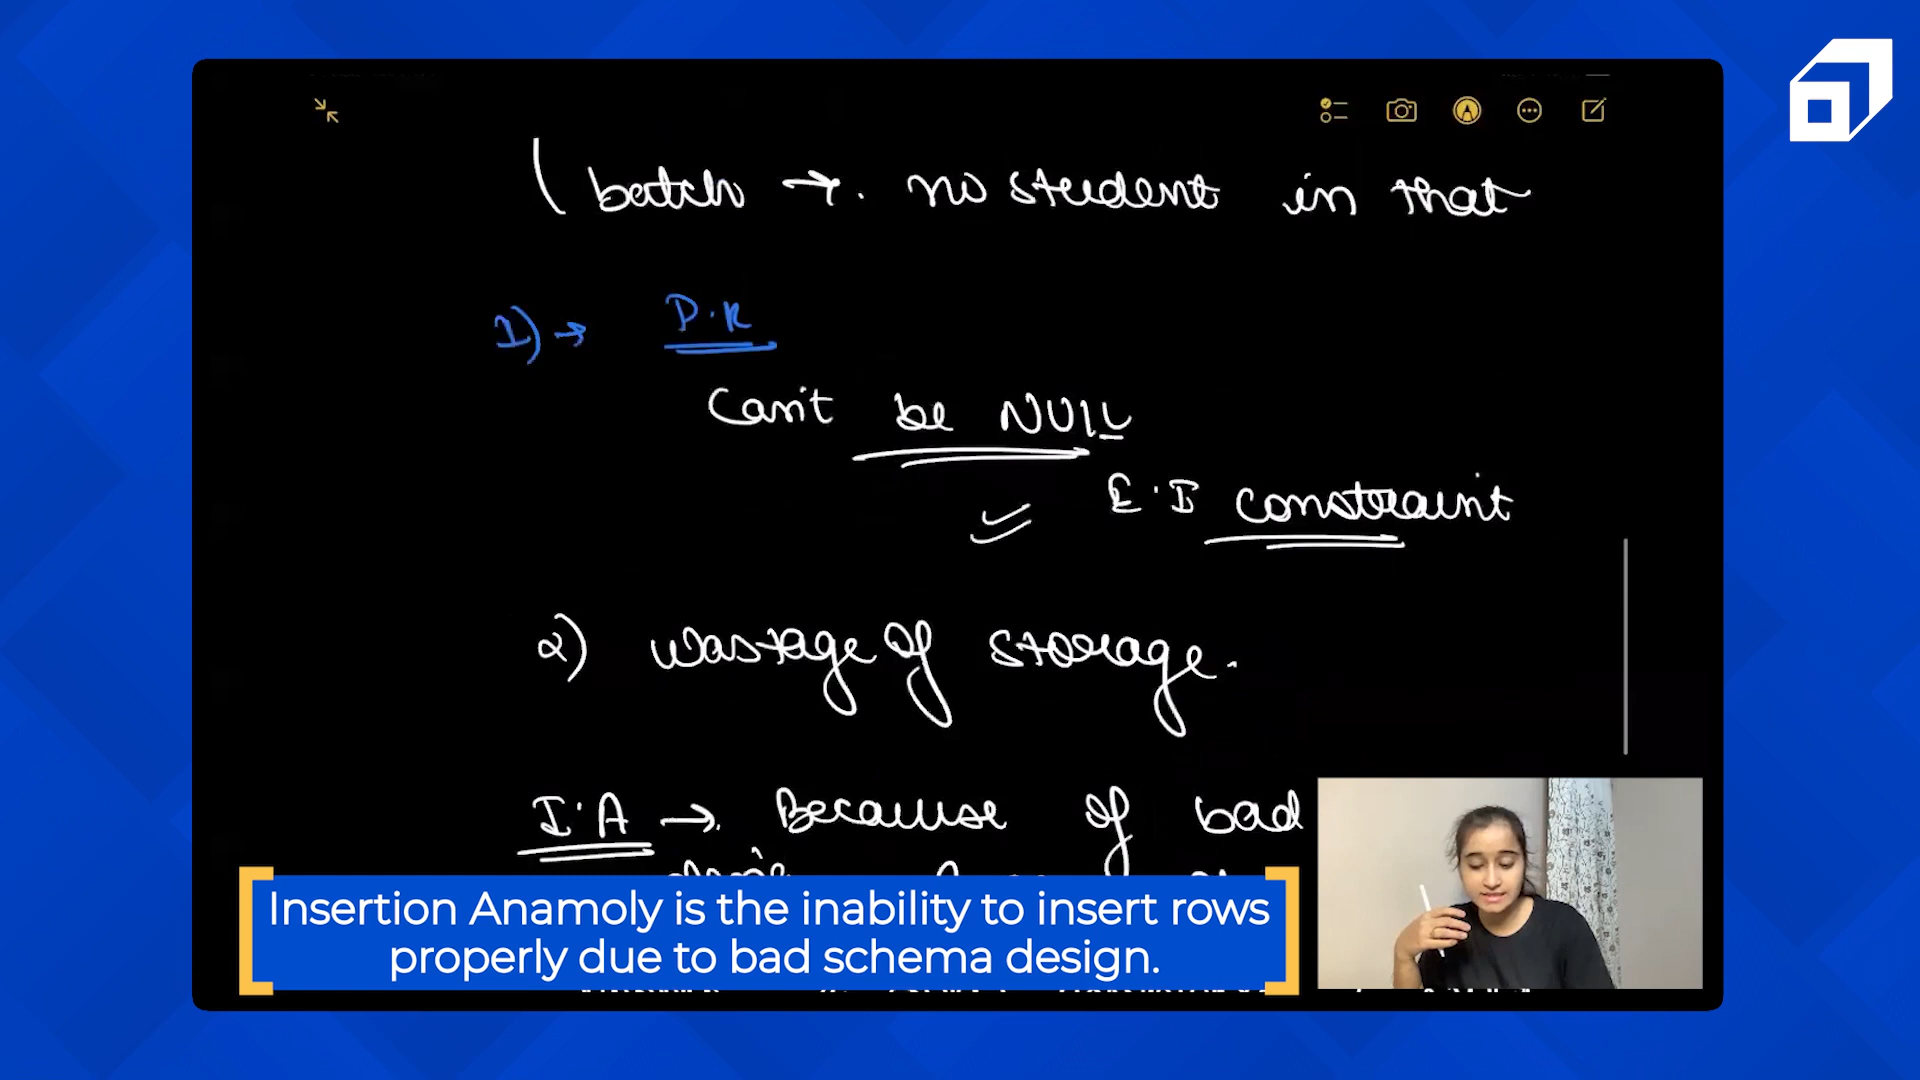 batch → no student in that
1) → P.K
Can't be NULL
E.I constraint
2) Wastage of storage.
I.A → Because of bad
Insertion Anamoly is the inability to insert rows
properly due to bad schema design.